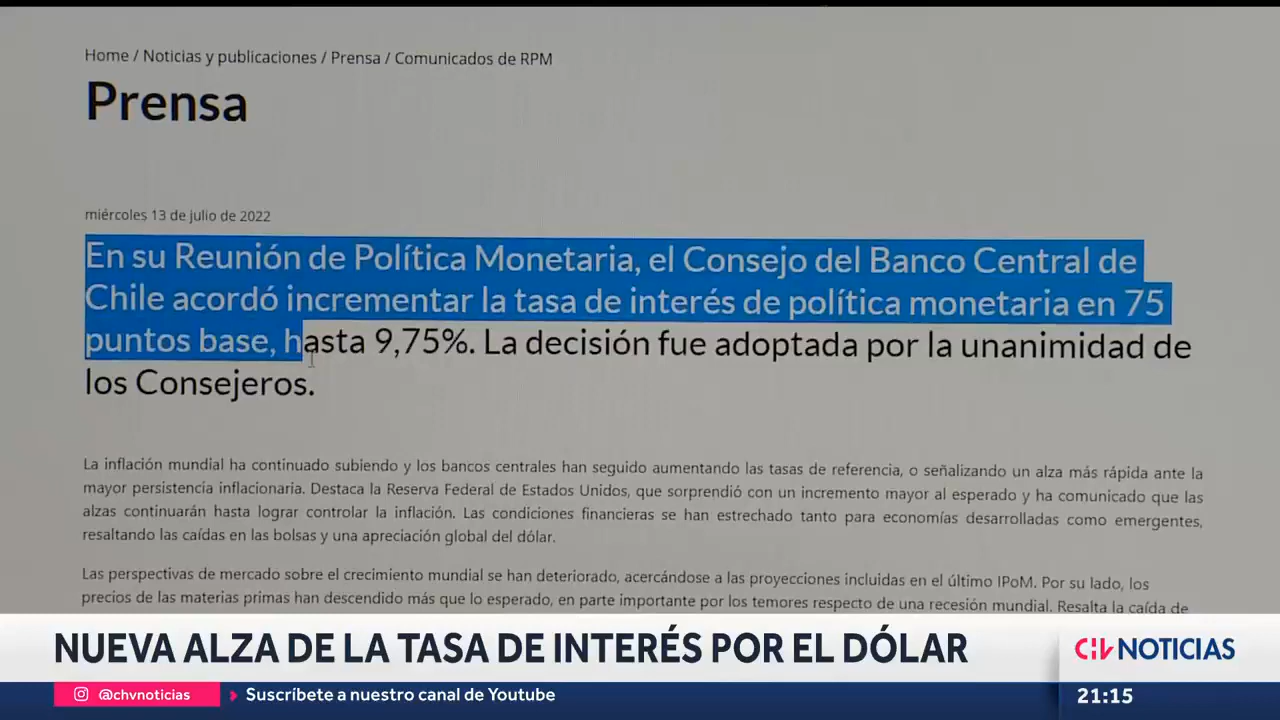 Home / Noticias y publicaciones / Prensa / Comunicados de RPM
Prensa
miércoles 13 de julio de 2022
En su Reunión de Política Monetaria, el Consejo del Banco Central de
Chile acordó incrementar la tasa de interés de política monetaria en 75
puntos base, hasta 9,75%. La decisión fue adoptada por la unanimidad de
los Consejeros.
La inflación mundial ha continuado subiendo y los bancos centrales han seguido aumentando las tasas de referencia, o señalizando un alza más rápida ante la
mayor persistencia inflacionaria. Destaca la Reserva Federal de Estados Unidos, que sorprendió con un incremento mayor al esperado y ha comunicado que las
alzas continuarán hasta lograr controlar la inflación. Las condiciones financieras se han estrechado tanto para economías desarrolladas como emergentes,
resaltando las caídas en las bolsas y una apreciación global del dólar.
Las perspectivas de mercado sobre el crecimiento mundial se han deteriorado, acercándose a las proyecciones incluidas en el último IPoM. Por su lado, los
precios de las materias primas han descendido más que lo esperado, en parte importante por los temores respecto de una recesión mundial. Resalta la caída de
NUEVA ALZA DE LA TASA DE INTERÉS POR EL DÓLAR
CHV NOTICIAS
@chvnoticias
Suscríbete a nuestro canal de Youtube
21:15